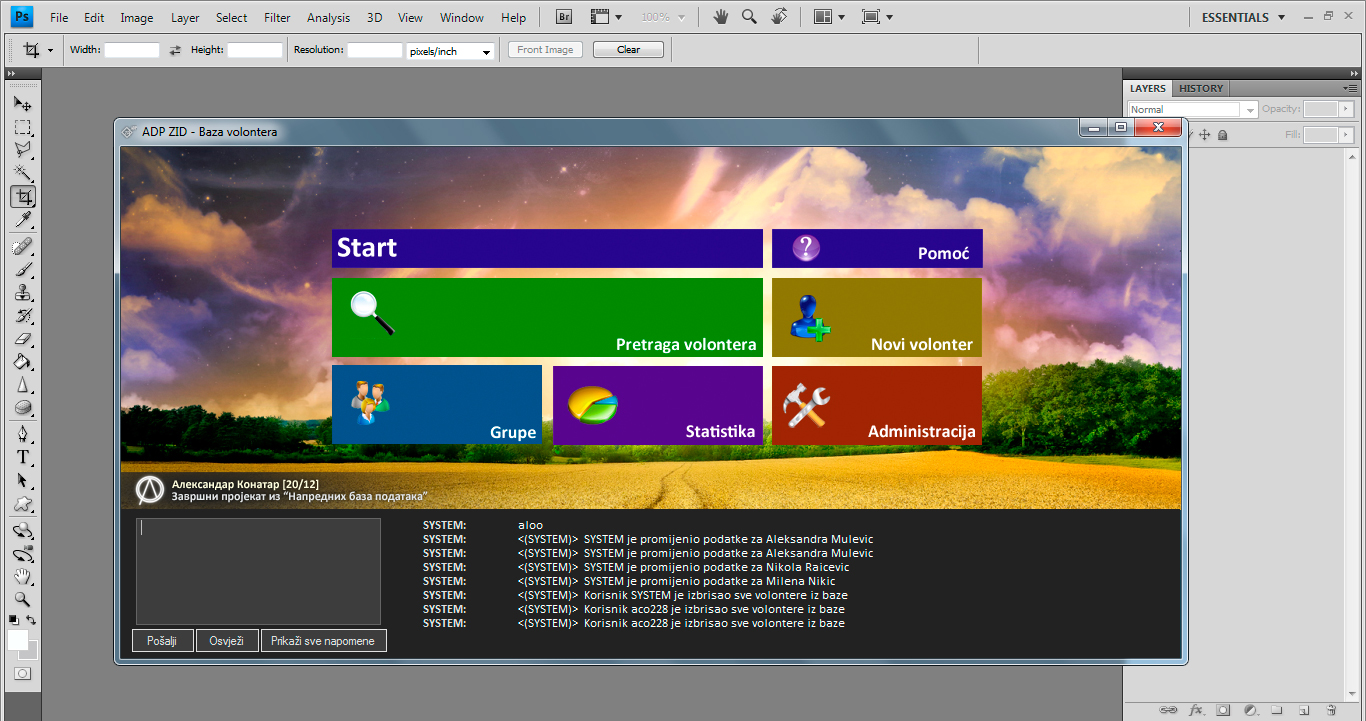 Ps File Edit Image Layer Select Filter Analysis 3D View Window Help Br 100% ESSENTIALS
Width: Height: Resolution: pixels/inch Front Image Clear
LAYERS HISTORY
Normal Opacity:
Fill:
ADP ZID - Baza volontera
Start
Pomoć
Pretraga volontera
Novi volonter
Grupe
Statistika
Administracija
Александар Конатар [20/12]
Завршни пројекат из “Напредних база података”
SYSTEM: aloo
SYSTEM: <(SYSTEM)> SYSTEM je promijenio podatke za Aleksandra Mulevic
SYSTEM: <(SYSTEM)> SYSTEM je promijenio podatke za Aleksandra Mulevic
SYSTEM: <(SYSTEM)> SYSTEM je promijenio podatke za Nikola Raicevic
SYSTEM: <(SYSTEM)> SYSTEM je promijenio podatke za Milena Nikic
SYSTEM: <(SYSTEM)> Korisnik SYSTEM je izbrisao sve volontere iz baze
SYSTEM: <(SYSTEM)> Korisnik aco228 je izbrisao sve volontere iz baze
SYSTEM: <(SYSTEM)> Korisnik aco228 je izbrisao sve volontere iz baze
Pošalji Osvježi Prikaži sve napomene